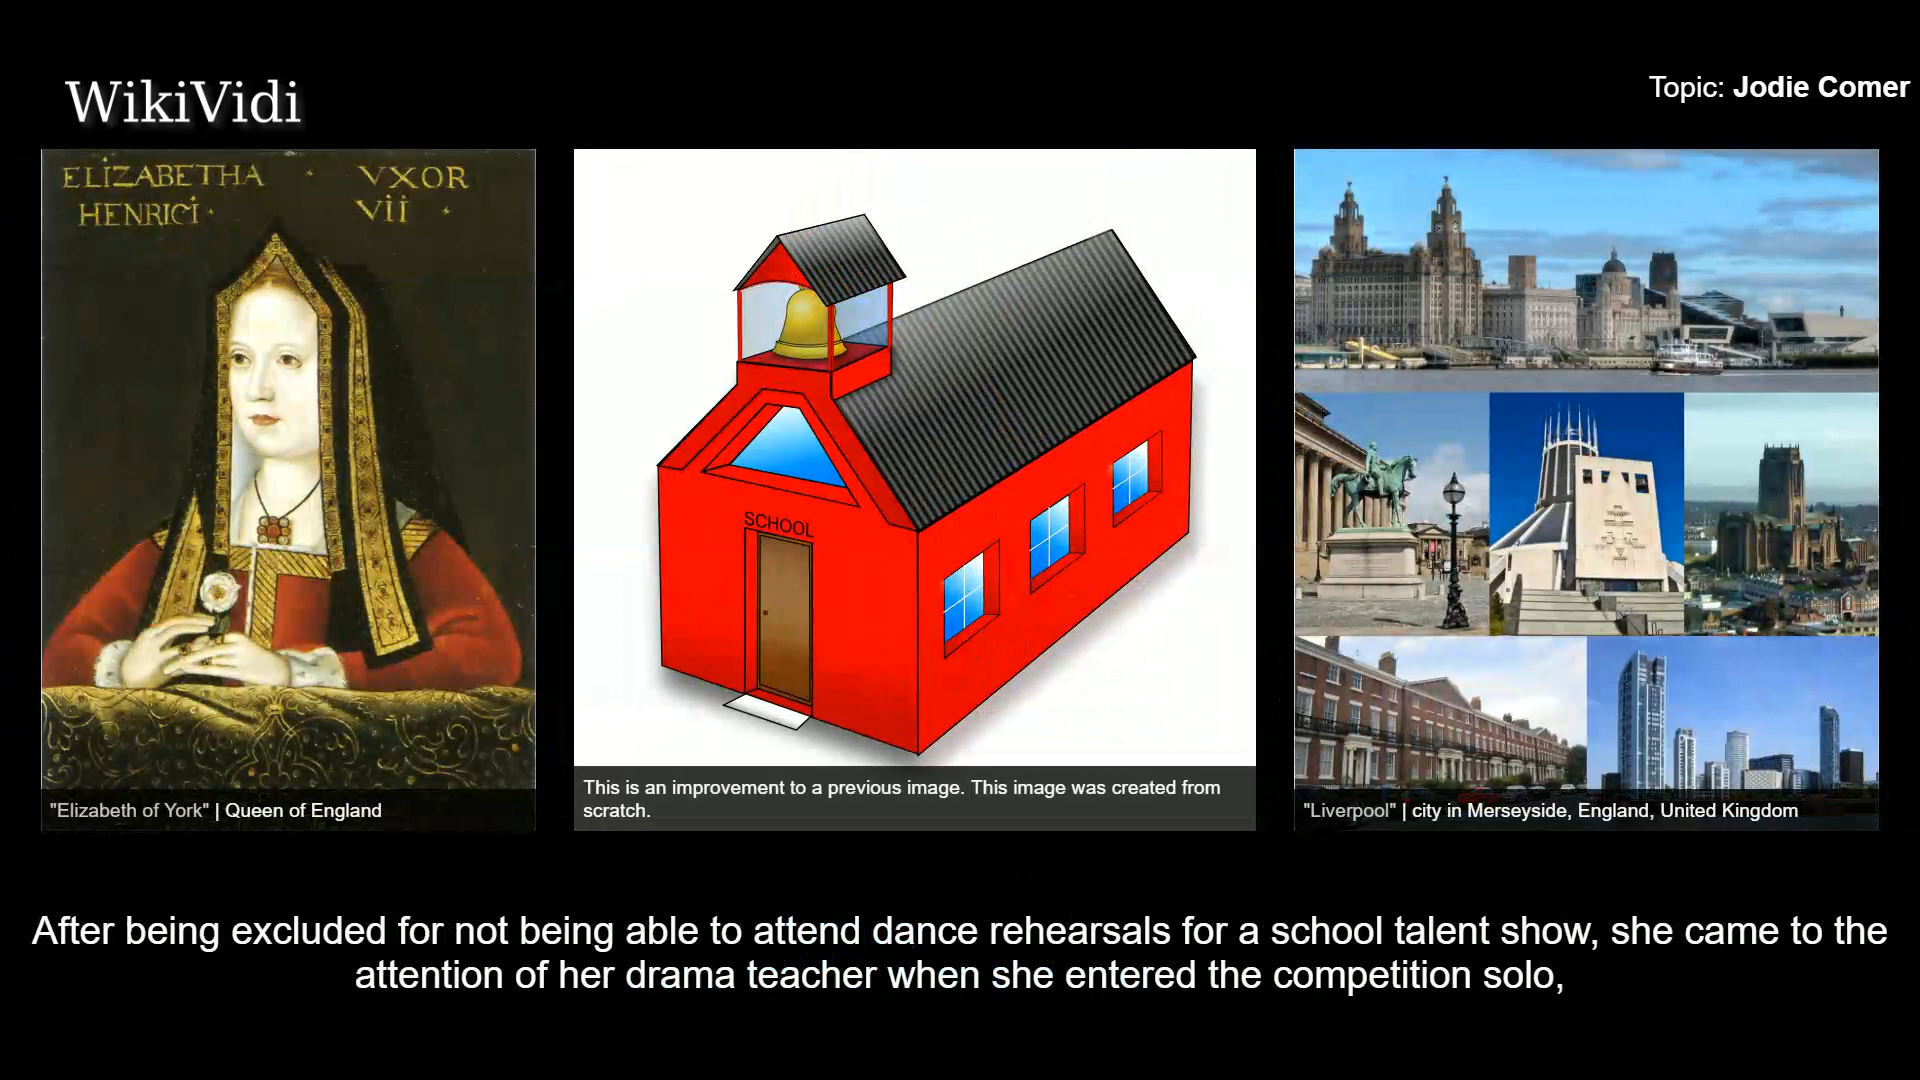 WikiVidi
Topic: Jodie Comer
ELIZABETHA VXOR
HENRICI · VII ·
SCHOOL
"Elizabeth of York" | Queen of England
This is an improvement to a previous image. This image was created from
scratch.
"Liverpool" | city in Merseyside, England, United Kingdom
After being excluded for not being able to attend dance rehearsals for a school talent show, she came to the
attention of her drama teacher when she entered the competition solo,